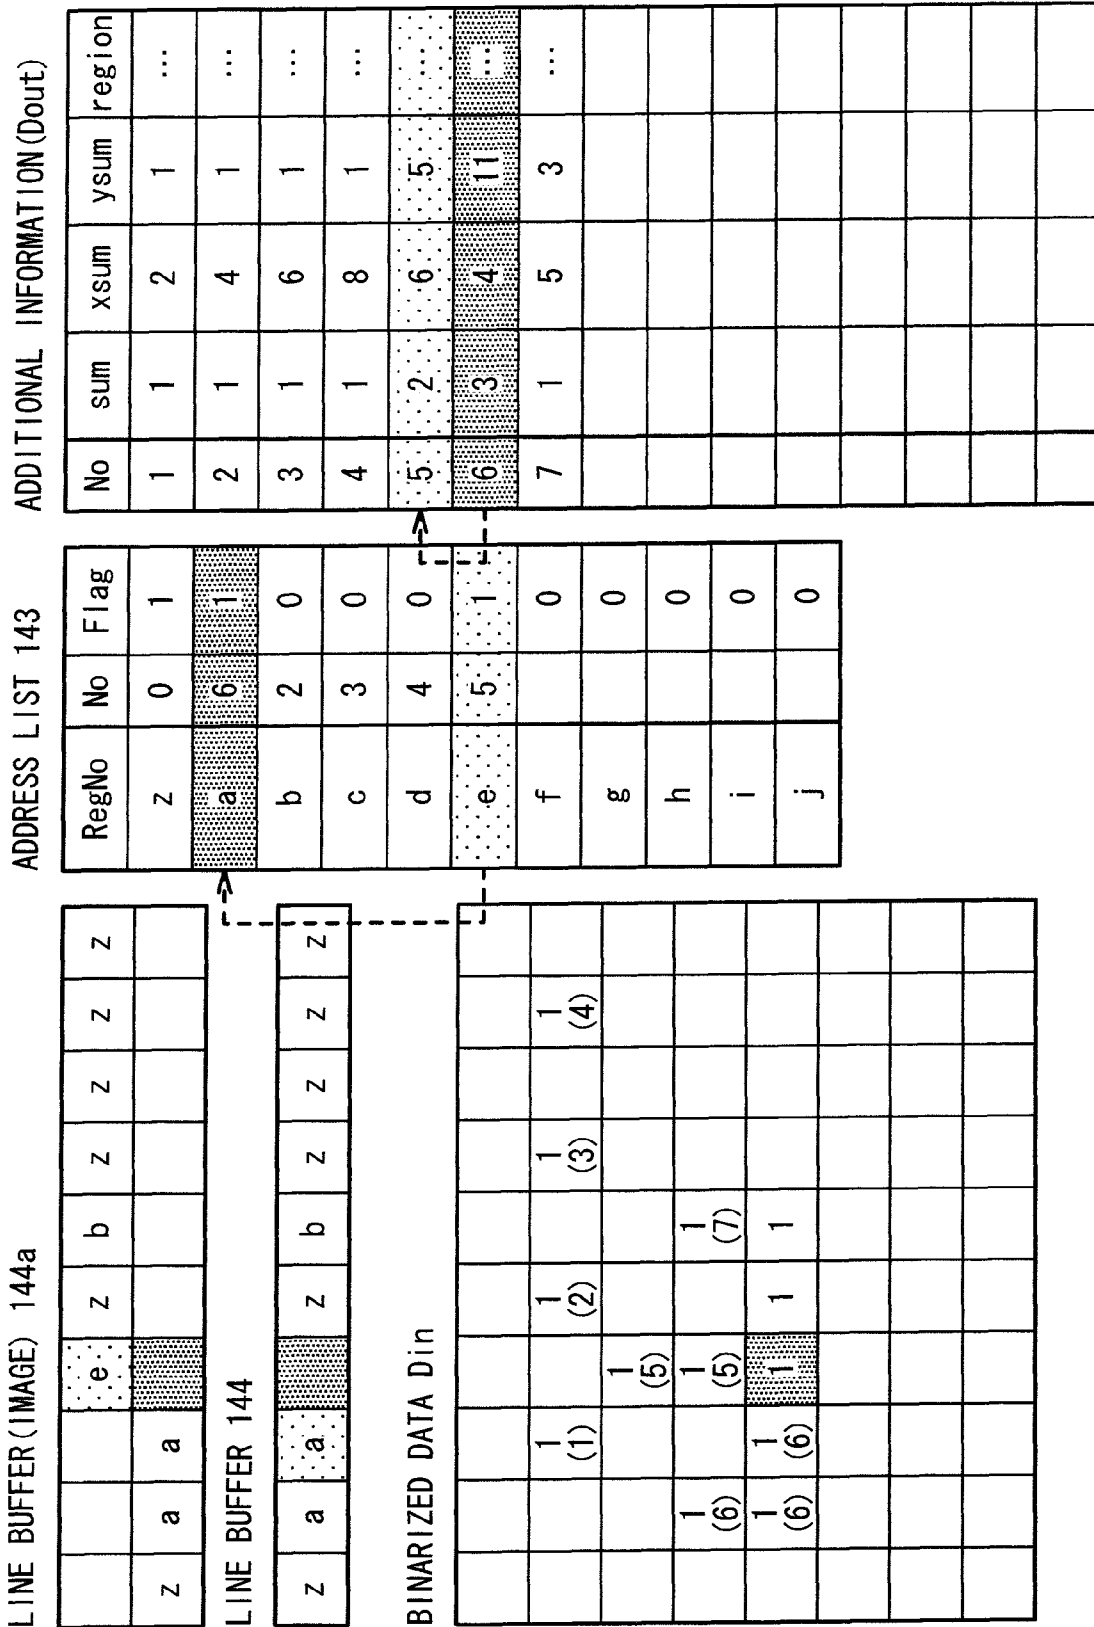 LINE BUFFER(IMAGE) 144a
e z b z z z z
z a a
LINE BUFFER 144
z a a z b z z z z
BINARIZED DATA Din
1 1 1 1
(1) (2) (3) (4)
1
(5)
1 1 1
(6) (5) (7)
1 1 1 1 1
(6) (6)
ADDRESS LIST 143
RegNo No Flag
z 0 1
a 6 1
b 2 0
c 3 0
d 4 0
e 5 1
f 0
g 0
h 0
i 0
j 0
ADDITIONAL INFORMATION(Dout)
No sum xsum ysum region
1 1 2 1 ...
2 1 4 1 ...
3 1 6 1 ...
4 1 8 1 ...
5 2 6 5 ...
6 3 4 11 ...
7 1 5 3 ...